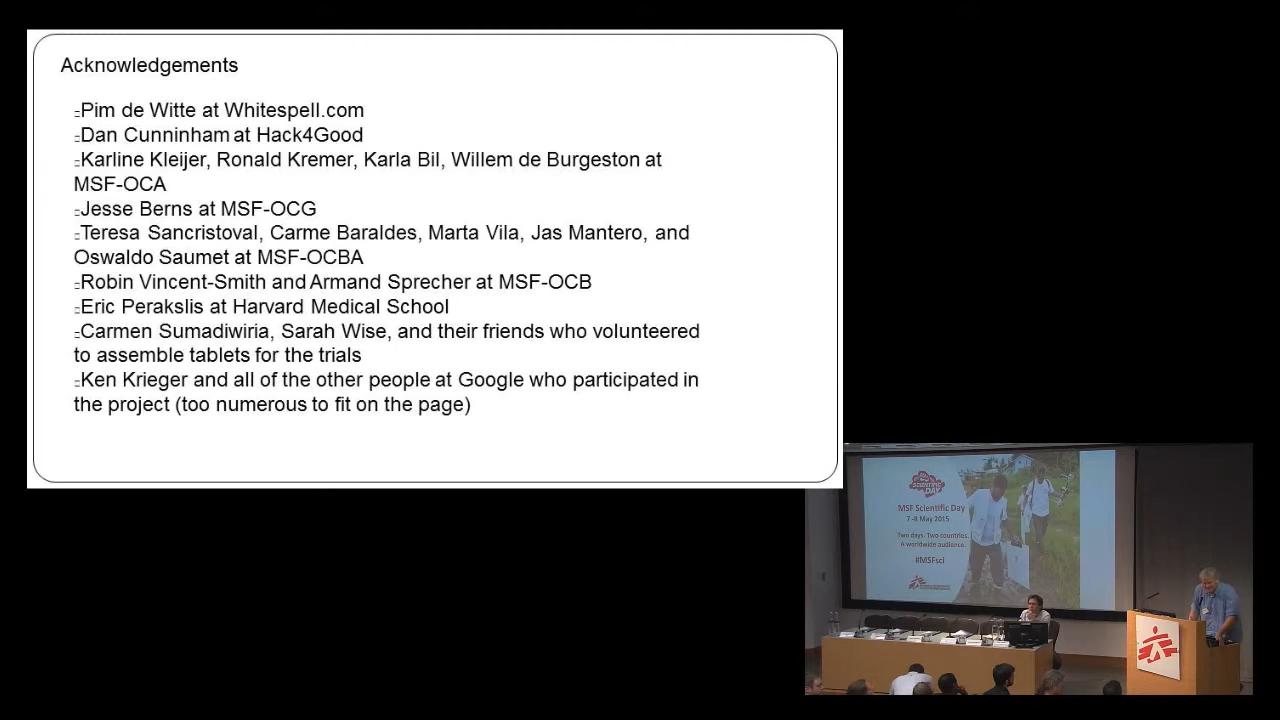 Acknowledgements
Pim de Witte at Whitespell.com
Dan Cunninham at Hack4Good
Karline Kleijer, Ronald Kremer, Karla Bil, Willem de Burgeston at
MSF-OCA
Jesse Berns at MSF-OCG
Teresa Sancristoval, Carme Baraldes, Marta Vila, Jas Mantero, and
Oswaldo Saumet at MSF-OCBA
Robin Vincent-Smith and Armand Sprecher at MSF-OCB
Eric Perakslis at Harvard Medical School
Carmen Sumadiwiria, Sarah Wise, and their friends who volunteered
to assemble tablets for the trials
Ken Krieger and all of the other people at Google who participated in
the project (too numerous to fit on the page)
SCIENTIFIC
DAY
MSF Scientific Day
7-8 May 2015
Two days. Two countries.
A worldwide audience.
#MSFsci